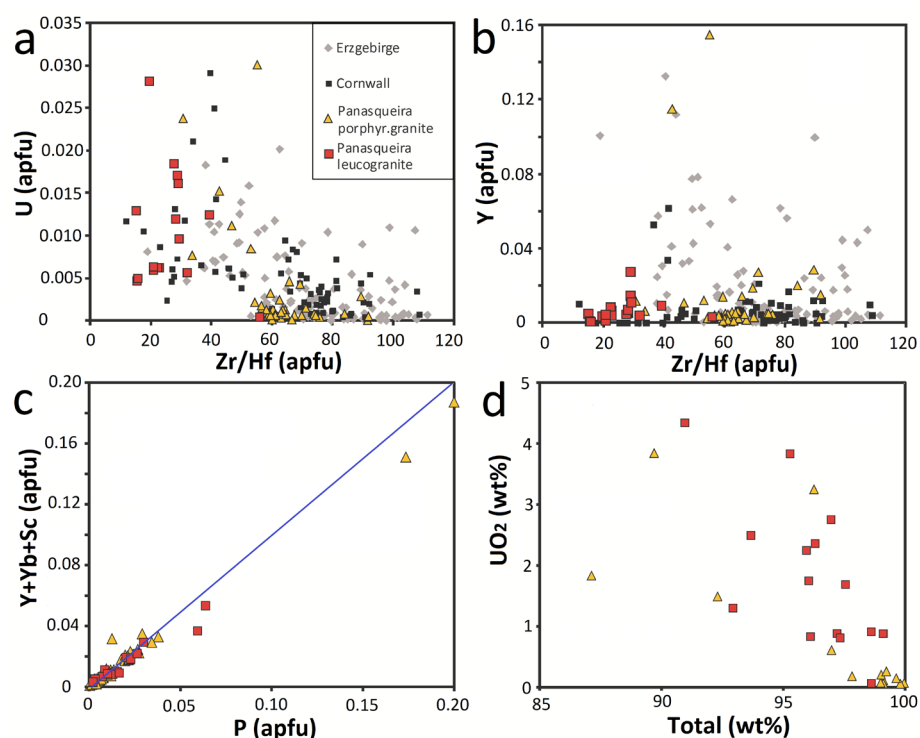 a
0.035
0.030
0.025
0.020
0.015
0.010
0.005
0
U (apfu)
0 20 40 60 80 100 120
Zr/Hf (apfu)
Erzgebirge
Cornwall
Panasqueira
porphyr.granite
Panasqueira
leucogranite
b
0.16
0.12
0.08
0.04
0
Y (apfu)
0 20 40 60 80 100 120
Zr/Hf (apfu)
c
0.20
0.16
0.12
0.08
0.04
0
Y+Yb+Sc (apfu)
0 0.05 0.10 0.15 0.20
P (apfu)
d
5
4
3
2
1
0
UO2 (wt%)
85 90 95 100
Total (wt%)